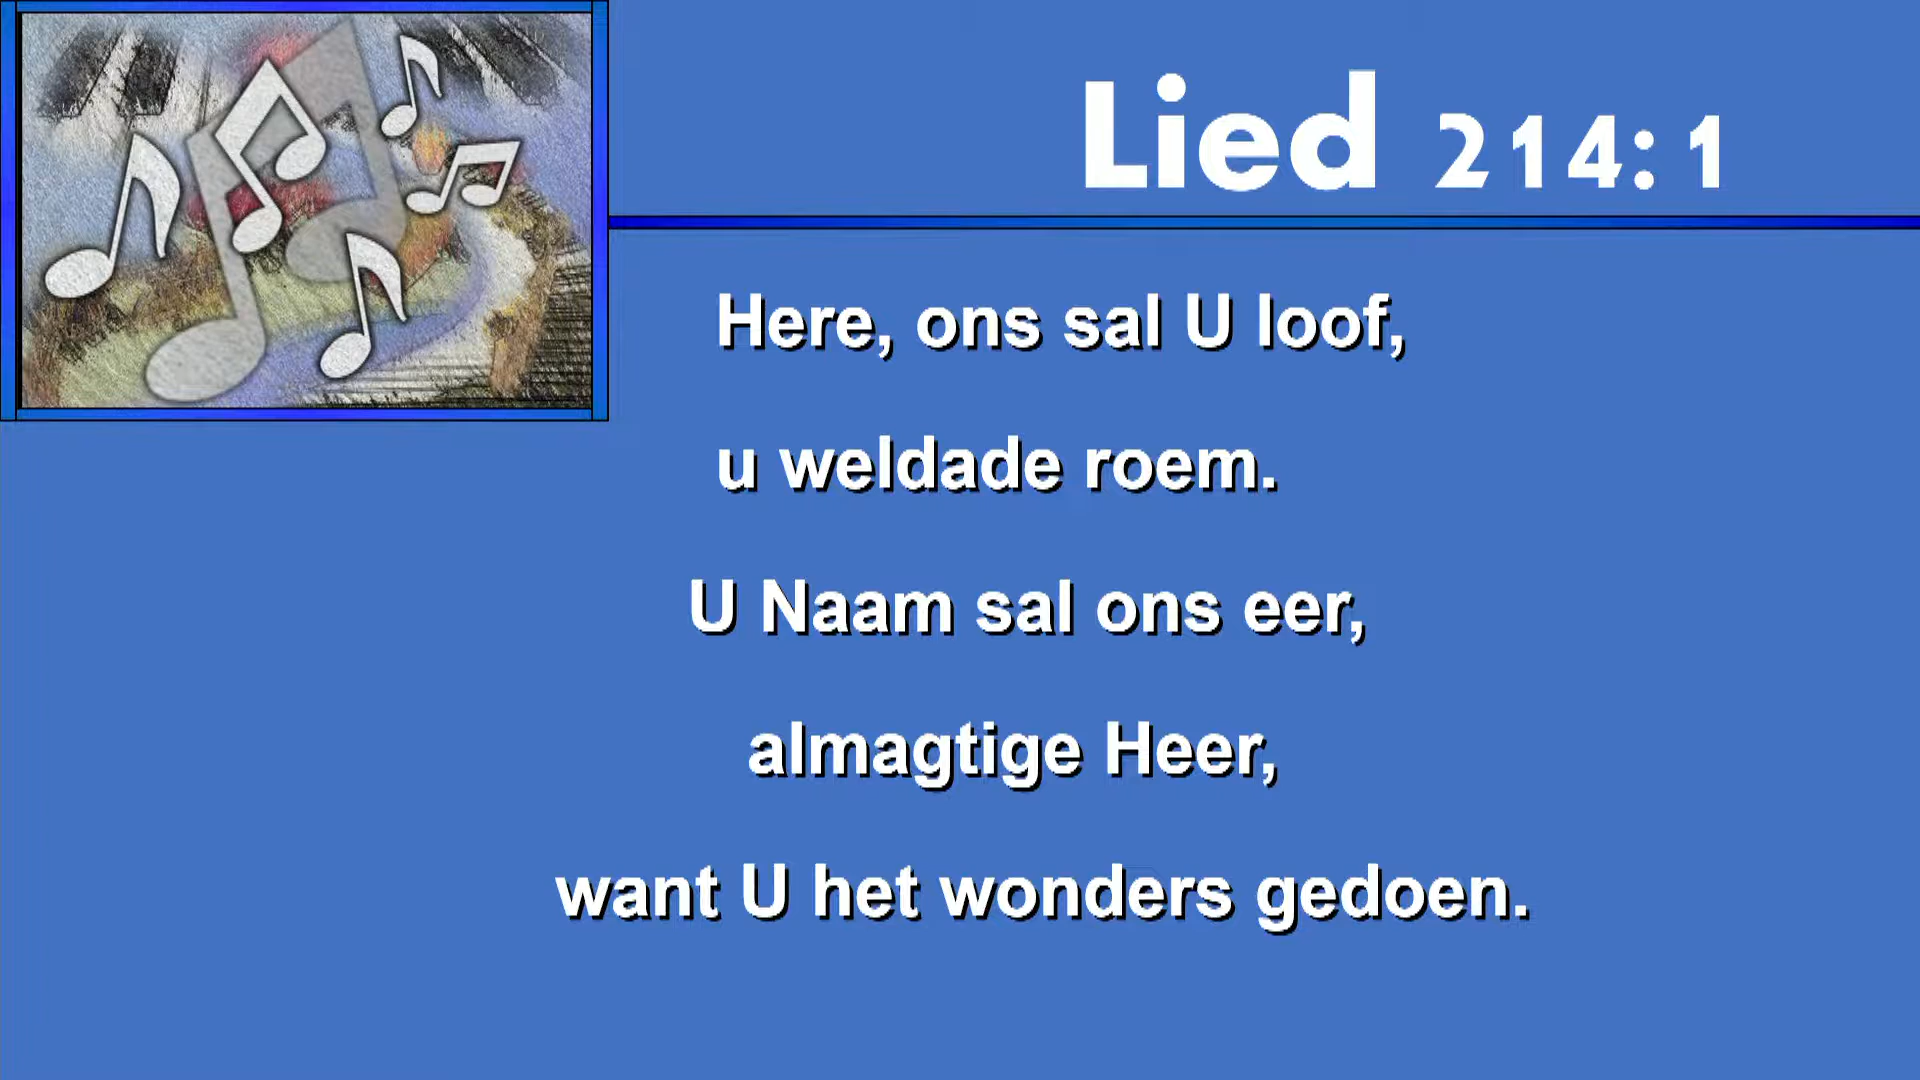 Lied 214:1
Here, ons sal U loof,
u weldade roem.
U Naam sal ons eer,
almagtige Heer,
want U het wonders gedoen.